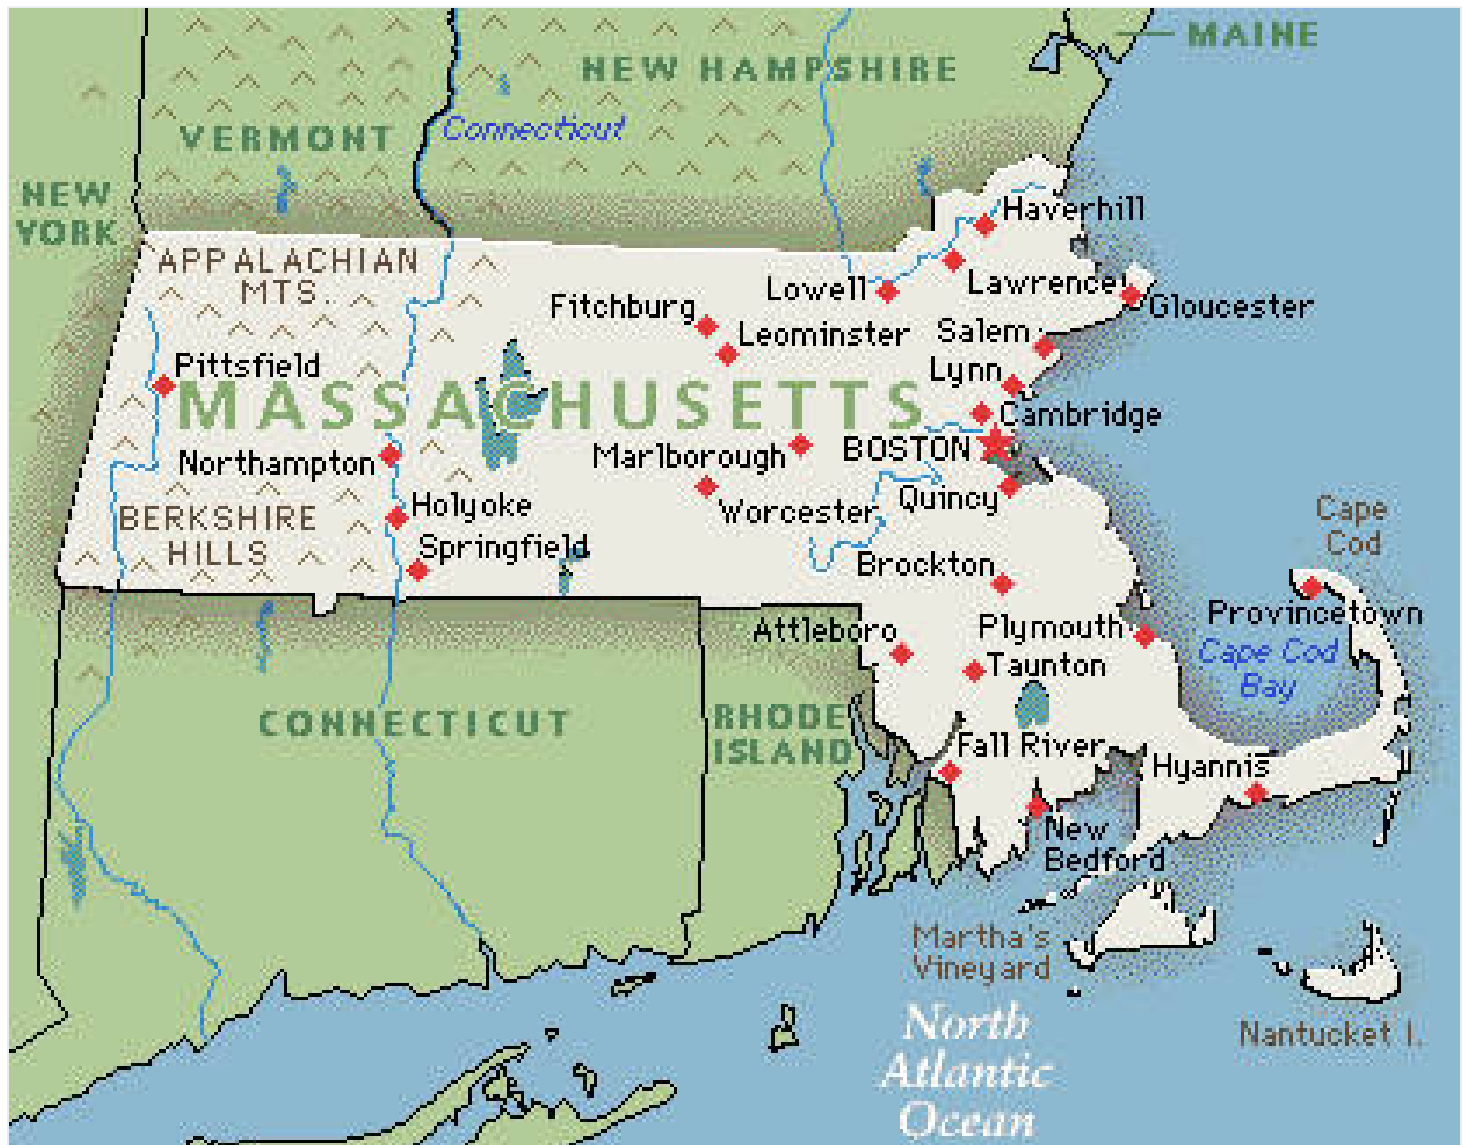 MAINE
NEW HAMPSHIRE
Connecticut
VERMONT
NEW
YORK
Haverhill
APPALACHIAN
MTS.
Lawrence
Lowell
Gloucester
Fitchburg
Leominster
Salem
Pittsfield
Lynn
MASSACHUSETTS
Cambridge
BOSTON
Marlborough
Northampton
Quincy
Holyoke
Worcester
BERKSHIRE
HILLS
Springfield
Cape
Cod
Brockton
Provincetown
Attleboro
Plymouth
Taunton
Cape Cod
Bay
CONNECTICUT
RHODE
ISLAND
Fall River
Hyannis
New
Bedford
Martha's
Vineyard
North
Atlantic
Ocean
Nantucket I.